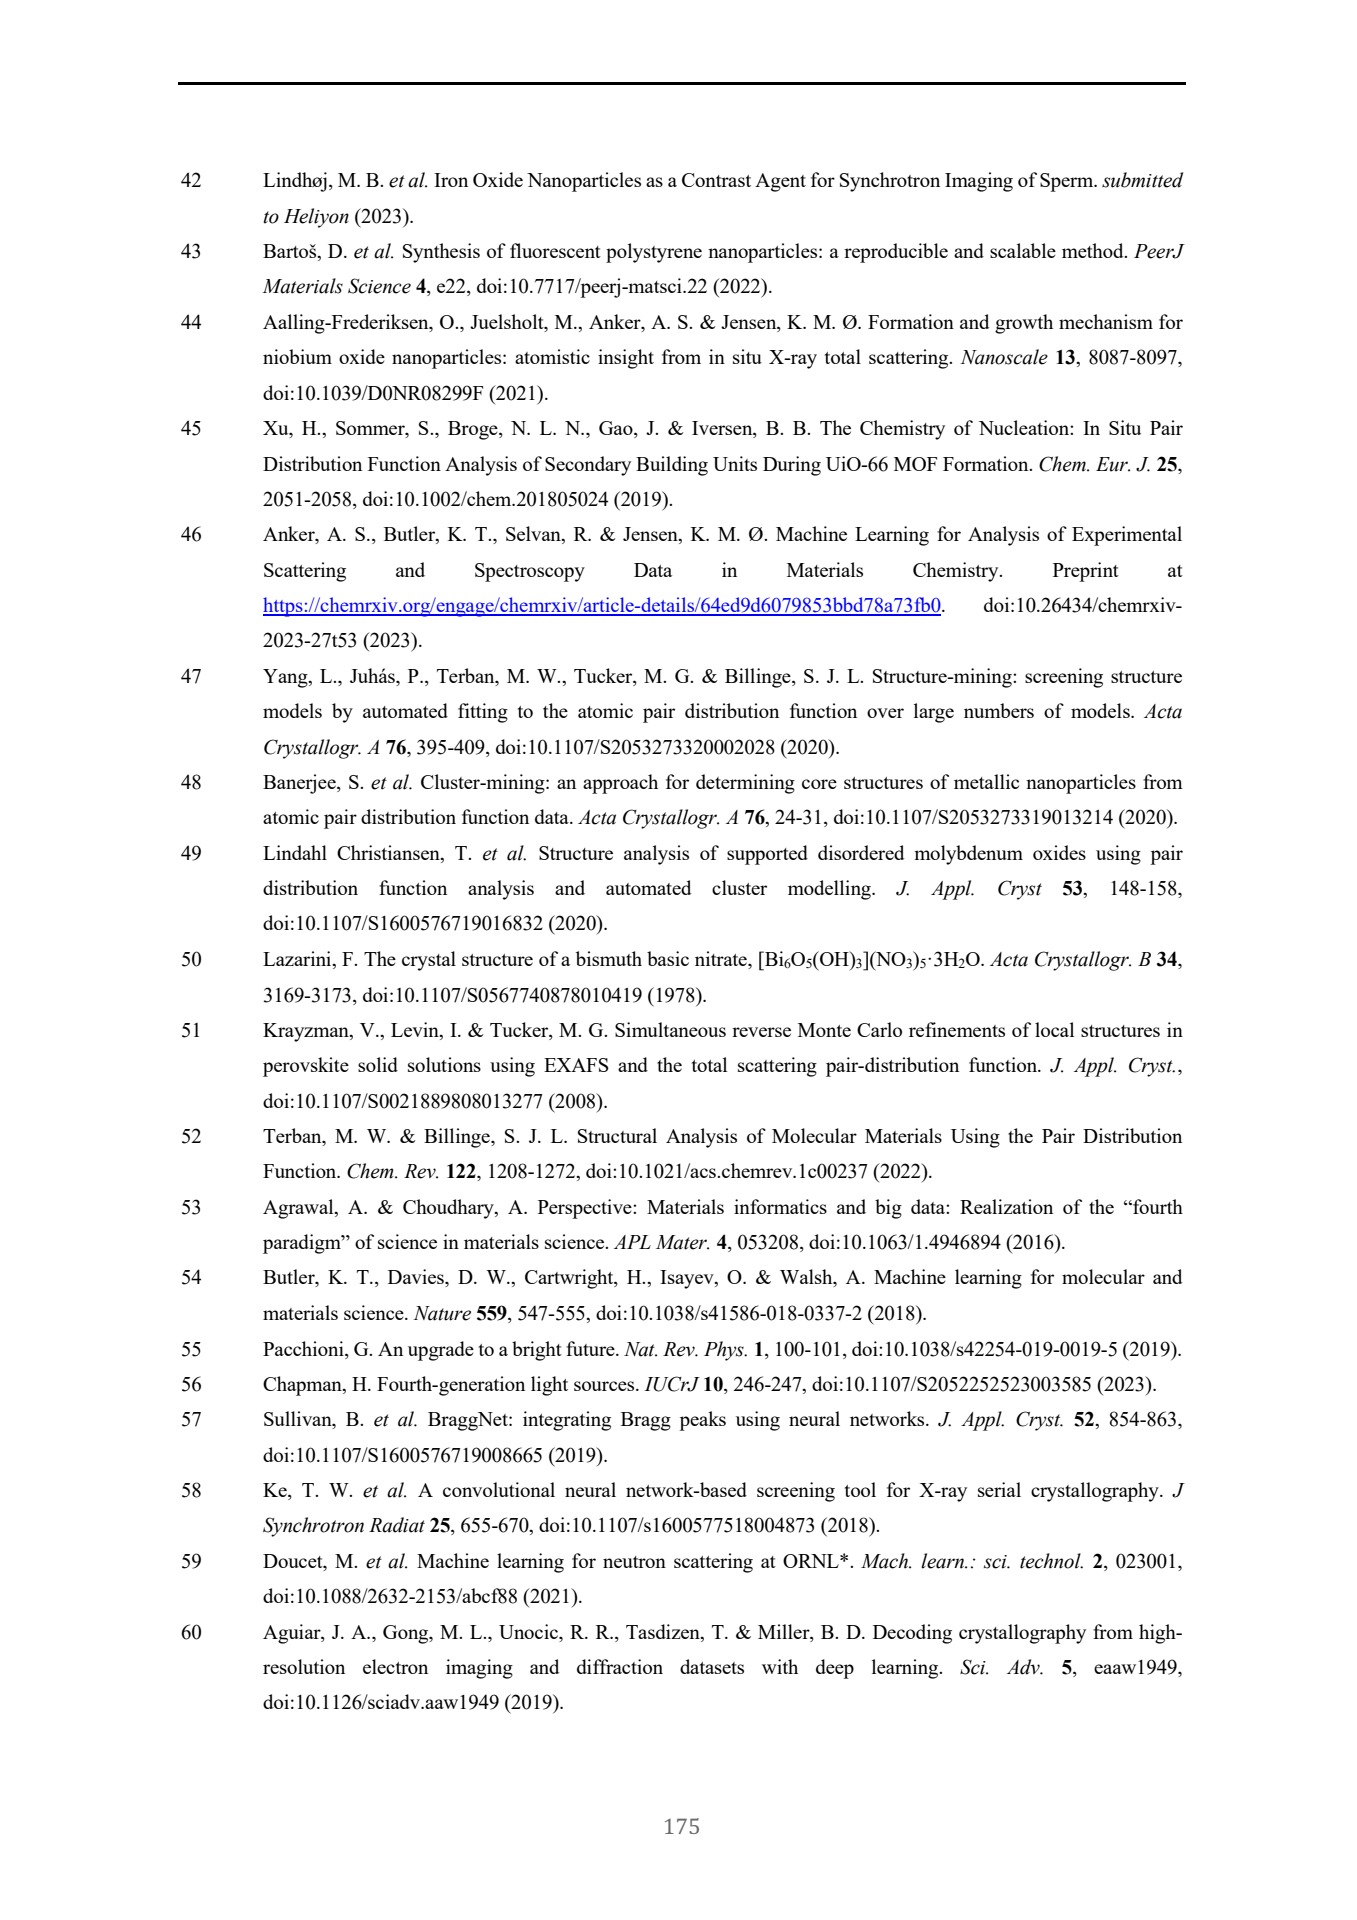 42 Lindhøj, M. B. et al. Iron Oxide Nanoparticles as a Contrast Agent for Synchrotron Imaging of Sperm. submitted
to Heliyon (2023).
43 Bartoš, D. et al. Synthesis of fluorescent polystyrene nanoparticles: a reproducible and scalable method. PeerJ
Materials Science 4, e22, doi:10.7717/peerj-matsci.22 (2022).
44 Aalling-Frederiksen, O., Juelsholt, M., Anker, A. S. & Jensen, K. M. Ø. Formation and growth mechanism for
niobium oxide nanoparticles: atomistic insight from in situ X-ray total scattering. Nanoscale 13, 8087-8097,
doi:10.1039/D0NR08299F (2021).
45 Xu, H., Sommer, S., Broge, N. L. N., Gao, J. & Iversen, B. B. The Chemistry of Nucleation: In Situ Pair
Distribution Function Analysis of Secondary Building Units During UiO-66 MOF Formation. Chem. Eur. J. 25,
2051-2058, doi:10.1002/chem.201805024 (2019).
46 Anker, A. S., Butler, K. T., Selvan, R. & Jensen, K. M. Ø. Machine Learning for Analysis of Experimental
Scattering and Spectroscopy Data in Materials Chemistry. Preprint at
https://chemrxiv.org/engage/chemrxiv/article-details/64ed9d6079853bbd78a73fb0. doi:10.26434/chemrxiv-
2023-27t53 (2023).
47 Yang, L., Juhás, P., Terban, M. W., Tucker, M. G. & Billinge, S. J. L. Structure-mining: screening structure
models by automated fitting to the atomic pair distribution function over large numbers of models. Acta
Crystallogr. A 76, 395-409, doi:10.1107/S2053273320002028 (2020).
48 Banerjee, S. et al. Cluster-mining: an approach for determining core structures of metallic nanoparticles from
atomic pair distribution function data. Acta Crystallogr. A 76, 24-31, doi:10.1107/S2053273319013214 (2020).
49 Lindahl Christiansen, T. et al. Structure analysis of supported disordered molybdenum oxides using pair
distribution function analysis and automated cluster modelling. J. Appl. Cryst 53, 148-158,
doi:10.1107/S1600576719016832 (2020).
50 Lazarini, F. The crystal structure of a bismuth basic nitrate, [Bi₆O₅(OH)₃](NO₃)₅·3H₂O. Acta Crystallogr. B 34,
3169-3173, doi:10.1107/S0567740878010419 (1978).
51 Krayzman, V., Levin, I. & Tucker, M. G. Simultaneous reverse Monte Carlo refinements of local structures in
perovskite solid solutions using EXAFS and the total scattering pair-distribution function. J. Appl. Cryst.,
doi:10.1107/S0021889808013277 (2008).
52 Terban, M. W. & Billinge, S. J. L. Structural Analysis of Molecular Materials Using the Pair Distribution
Function. Chem. Rev. 122, 1208-1272, doi:10.1021/acs.chemrev.1c00237 (2022).
53 Agrawal, A. & Choudhary, A. Perspective: Materials informatics and big data: Realization of the “fourth
paradigm” of science in materials science. APL Mater. 4, 053208, doi:10.1063/1.4946894 (2016).
54 Butler, K. T., Davies, D. W., Cartwright, H., Isayev, O. & Walsh, A. Machine learning for molecular and
materials science. Nature 559, 547-555, doi:10.1038/s41586-018-0337-2 (2018).
55 Pacchioni, G. An upgrade to a bright future. Nat. Rev. Phys. 1, 100-101, doi:10.1038/s42254-019-0019-5 (2019).
56 Chapman, H. Fourth-generation light sources. IUCrJ 10, 246-247, doi:10.1107/S2052252523003585 (2023).
57 Sullivan, B. et al. BraggNet: integrating Bragg peaks using neural networks. J. Appl. Cryst. 52, 854-863,
doi:10.1107/S1600576719008665 (2019).
58 Ke, T. W. et al. A convolutional neural network-based screening tool for X-ray serial crystallography. J
Synchrotron Radiat 25, 655-670, doi:10.1107/s1600577518004873 (2018).
59 Doucet, M. et al. Machine learning for neutron scattering at ORNL*. Mach. learn.: sci. technol. 2, 023001,
doi:10.1088/2632-2153/abcf88 (2021).
60 Aguiar, J. A., Gong, M. L., Unocic, R. R., Tasdizen, T. & Miller, B. D. Decoding crystallography from high-
resolution electron imaging and diffraction datasets with deep learning. Sci. Adv. 5, eaaw1949,
doi:10.1126/sciadv.aaw1949 (2019).
175